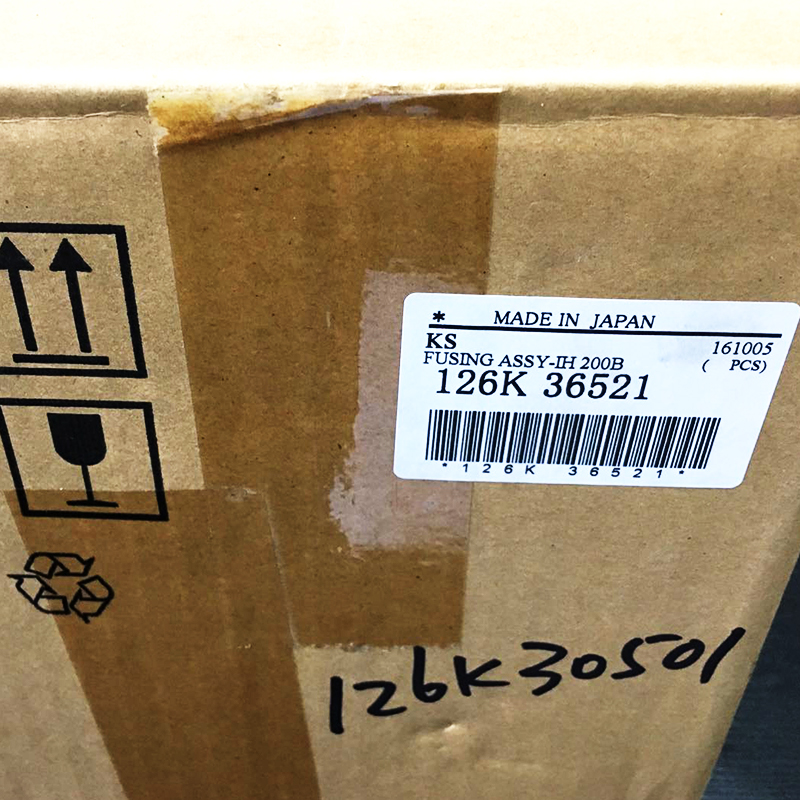 * MADE IN JAPAN
KS 161005
FUSING ASSY-IH 200B ( PCS)
126K 36521
*126K 36521*
126K30501